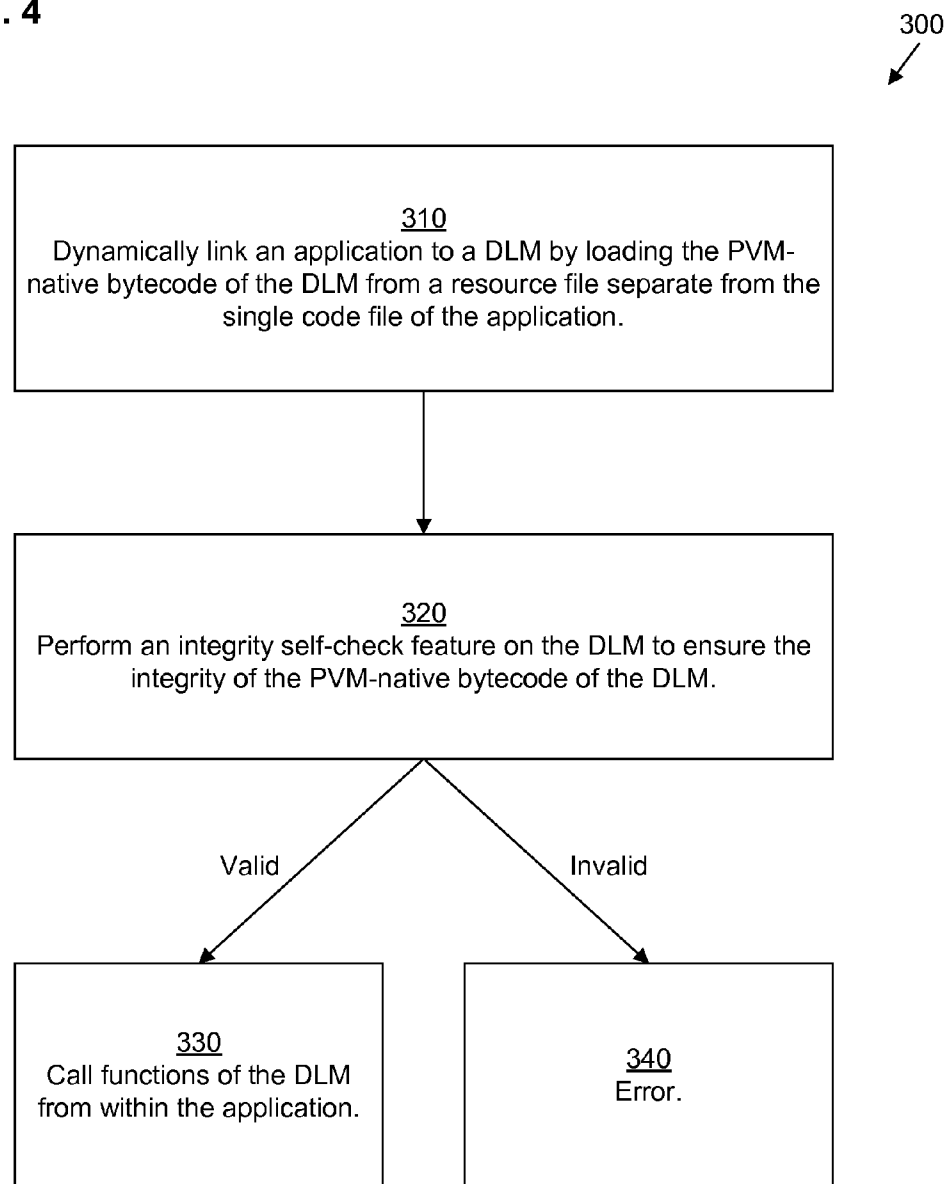 . 4
300
310
Dynamically link an application to a DLM by loading the PVM-
native bytecode of the DLM from a resource file separate from the
single code file of the application.
320
Perform an integrity self-check feature on the DLM to ensure the
integrity of the PVM-native bytecode of the DLM.
Valid
Invalid
330
Call functions of the DLM
from within the application.
340
Error.